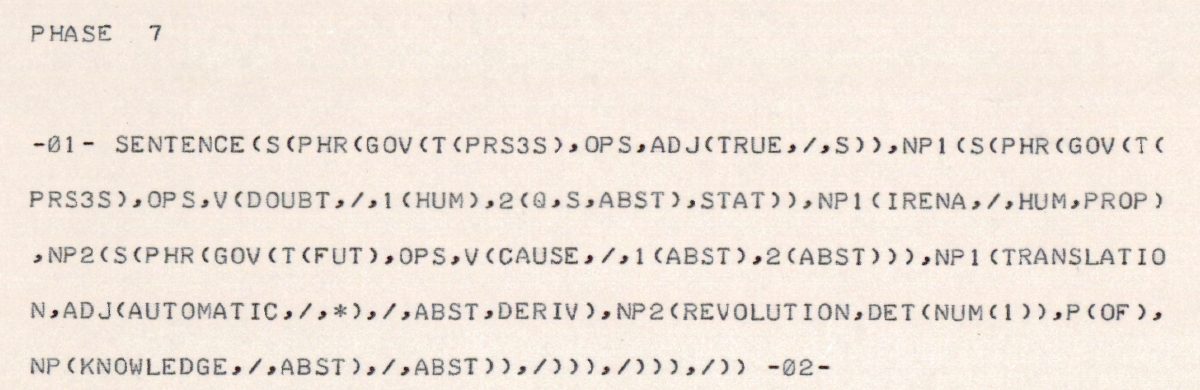 PHASE 7
-01- SENTENCE(S(PHR(GOV(T(PRS3S),OPS,ADJ(TRUE,/,S)),NP1(S(PHR(GOV(T(
PRS3S),OPS,V(DOUBT,/,1(HUM),2(Q,S,ABST),STAT)),NP1(IRENA,/,HUM,PROP)
,NP2(S(PHR(GOV(T(FUT),OPS,V(CAUSE,/,1(ABST),2(ABST))),NP1(TRANSLATIO
N,ADJ(AUTOMATIC,/,*),/,ABST,DERIV),NP2(REVOLUTION,DET(NUM(1)),P(OF),
NP(KNOWLEDGE,/,ABST),/,ABST)),/))),/))),/)) -02-